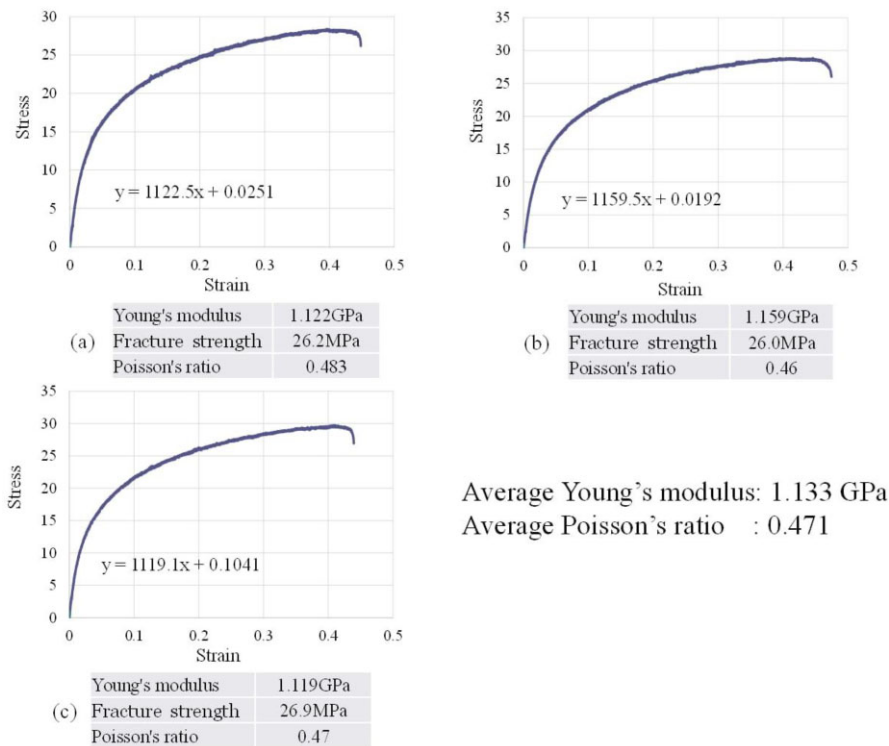 30
25
20
15
10
5
0
Stress
y = 1122.5x + 0.0251
0 0.1 0.2 0.3 0.4 0.5
Strain
(a)
Young's modulus 1.122GPa
Fracture strength 26.2MPa
Poisson's ratio 0.483
35
30
25
20
15
10
5
0
Stress
y = 1159.5x + 0.0192
0 0.1 0.2 0.3 0.4 0.5
Strain
(b)
Young's modulus 1.159GPa
Fracture strength 26.0MPa
Poisson's ratio 0.46
35
30
25
20
15
10
5
0
Stress
y = 1119.1x + 0.1041
0 0.1 0.2 0.3 0.4 0.5
Strain
(c)
Young's modulus 1.119GPa
Fracture strength 26.9MPa
Poisson's ratio 0.47
Average Young’s modulus: 1.133 GPa
Average Poisson’s ratio : 0.471